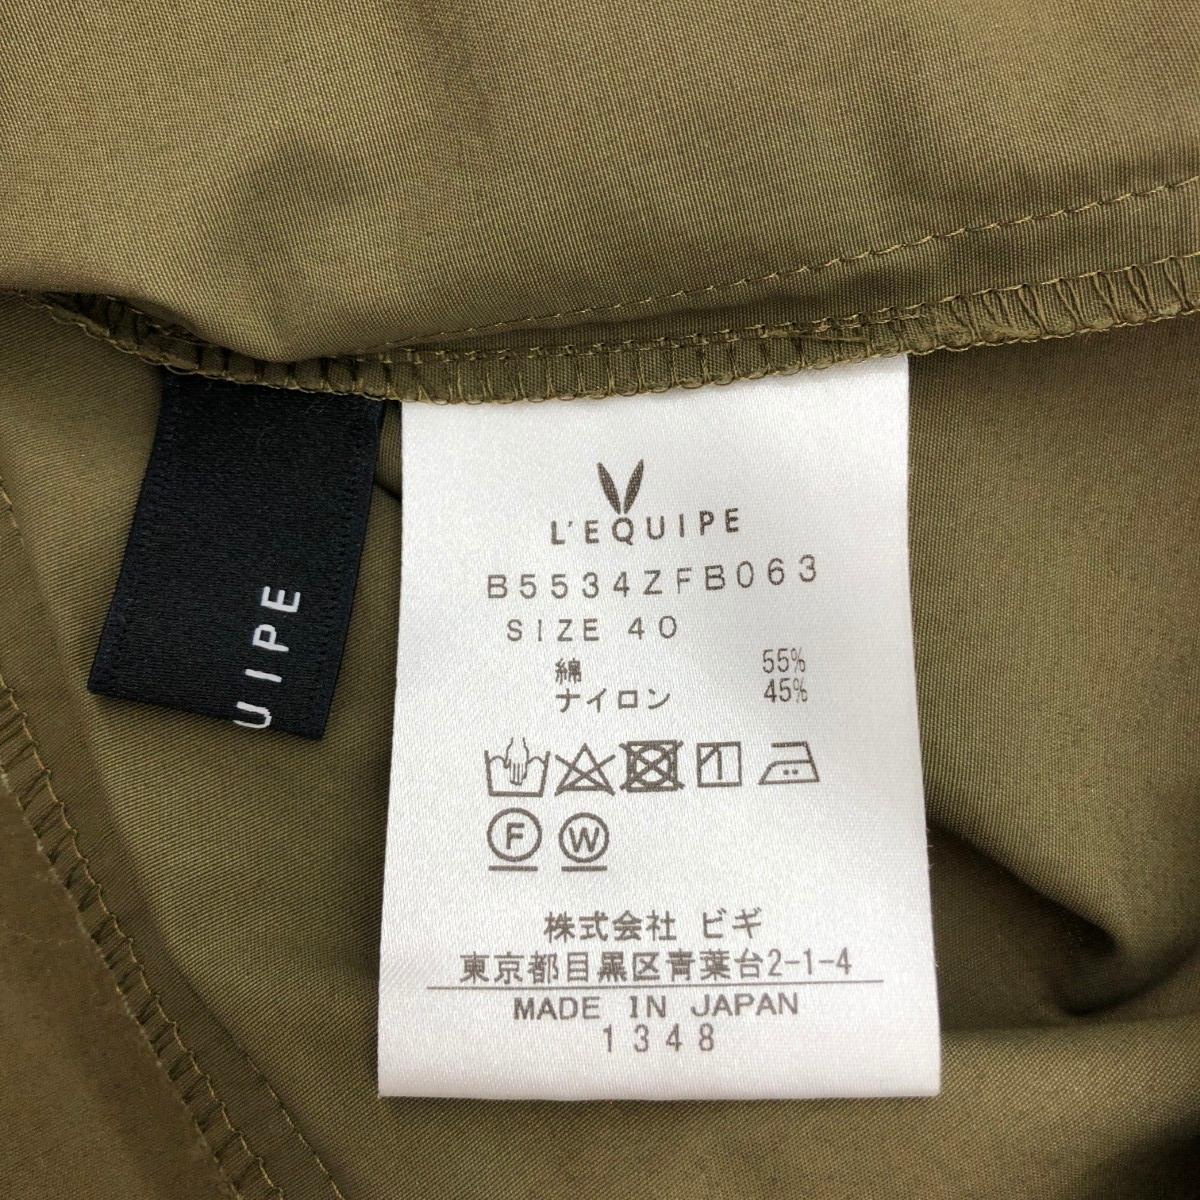 UIPE
L'EQUIPE
B5534ZFB063
SIZE 40
綿 55%
ナイロン 45%
F W
株式会社 ビギ
東京都目黒区青葉台2-1-4
MADE IN JAPAN
1348